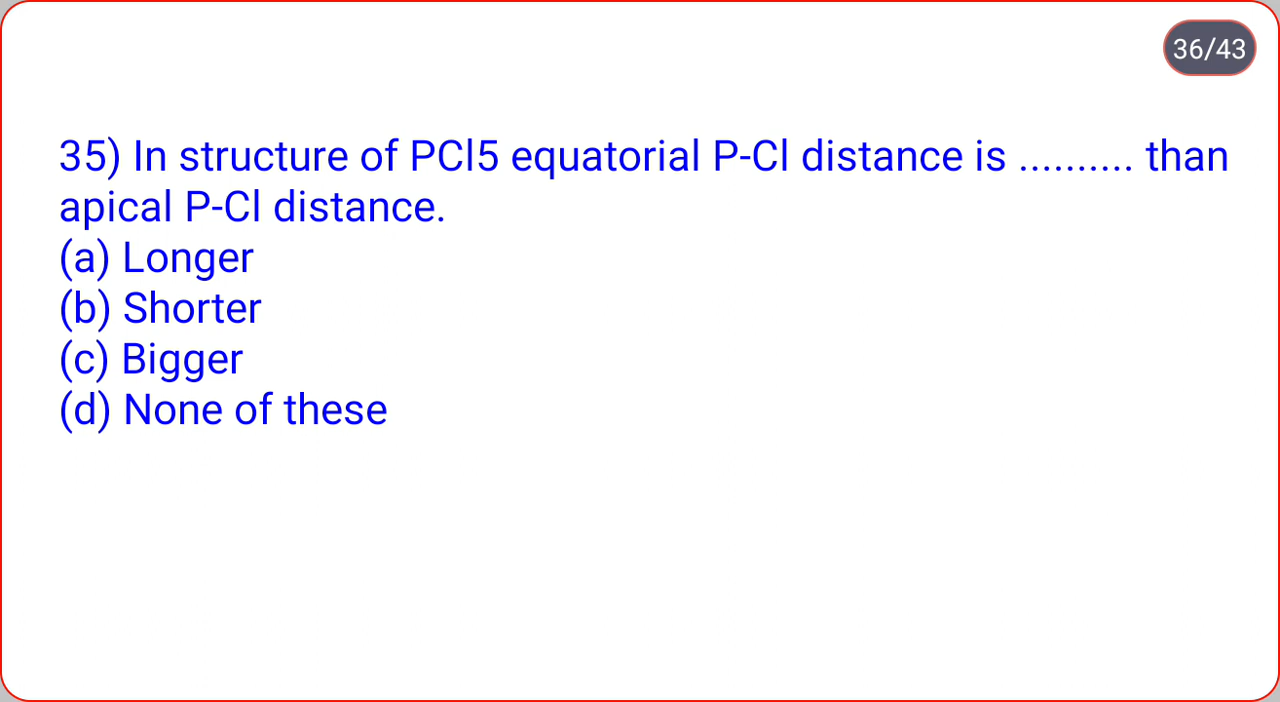 36/43
35) In structure of PCl5 equatorial P-Cl distance is .......... than
apical P-Cl distance.
(a) Longer
(b) Shorter
(c) Bigger
(d) None of these